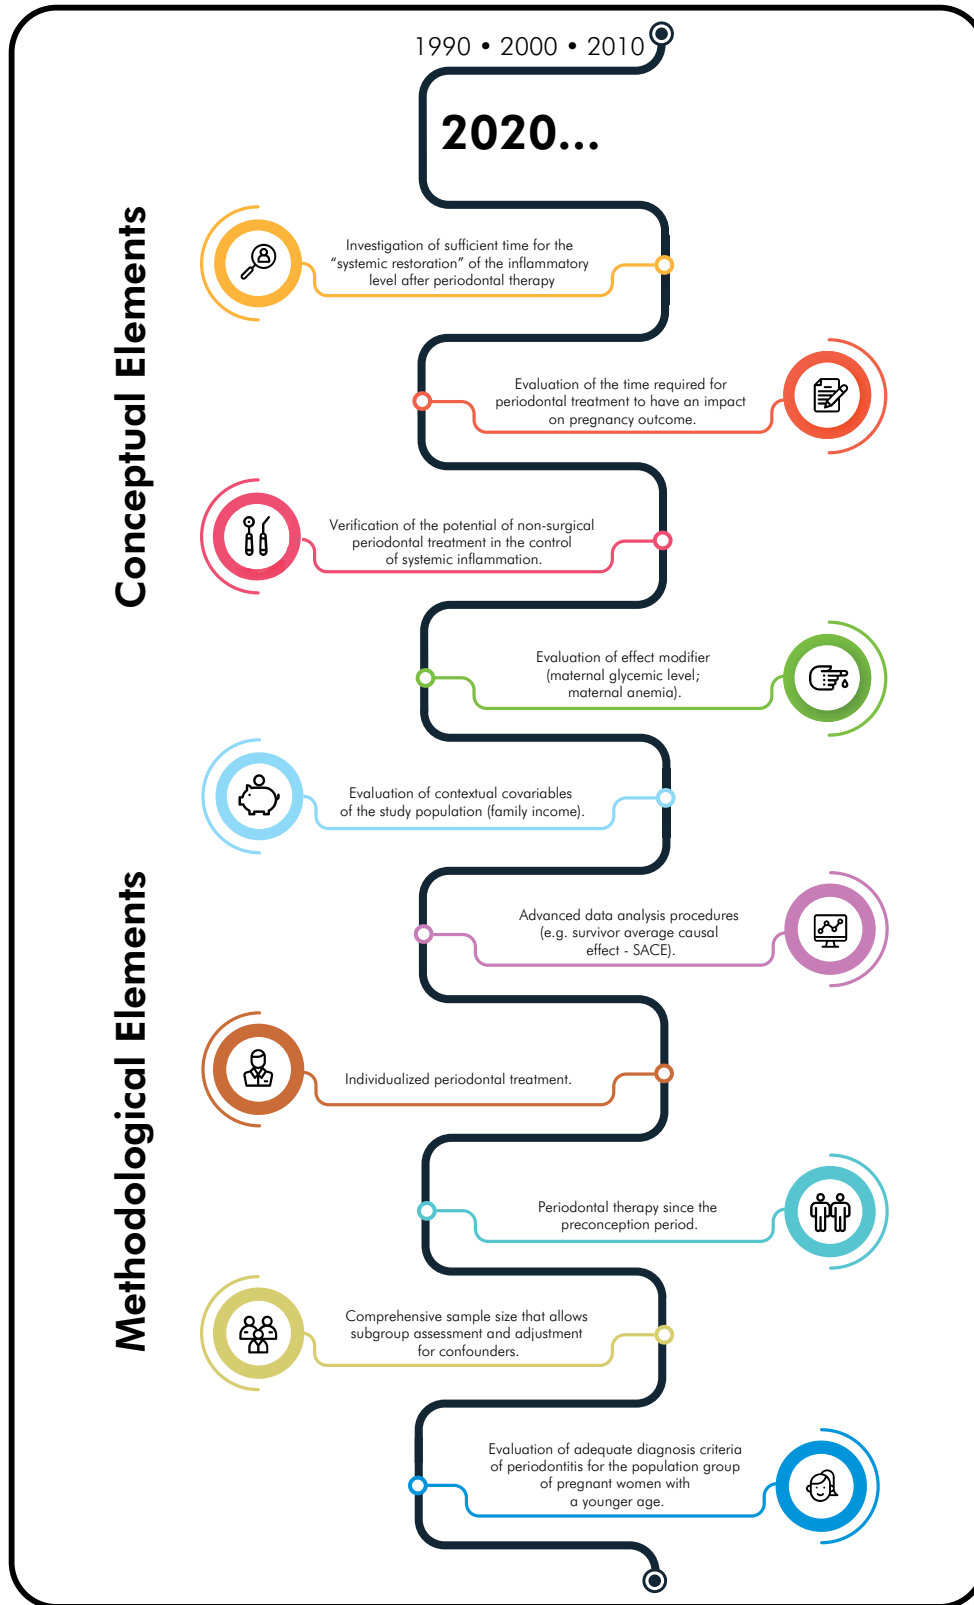 1990 • 2000 • 2010
2020...
Conceptual Elements
Investigation of sufficient time for the
“systemic restoration” of the inflammatory
level after periodontal therapy
Evaluation of the time required for
periodontal treatment to have an impact
on pregnancy outcome.
Verification of the potential of non-surgical
periodontal treatment in the control
of systemic inflammation.
Evaluation of effect modifier
(maternal glycemic level;
maternal anemia).
Evaluation of contextual covariables
of the study population (family income).
Methodological Elements
Advanced data analysis procedures
(e.g. survivor average causal
effect - SACE).
Individualized periodontal treatment.
Periodontal therapy since the
preconception period.
Comprehensive sample size that allows
subgroup assessment and adjustment
for confounders.
Evaluation of adequate diagnosis criteria
of periodontitis for the population group
of pregnant women with
a younger age.